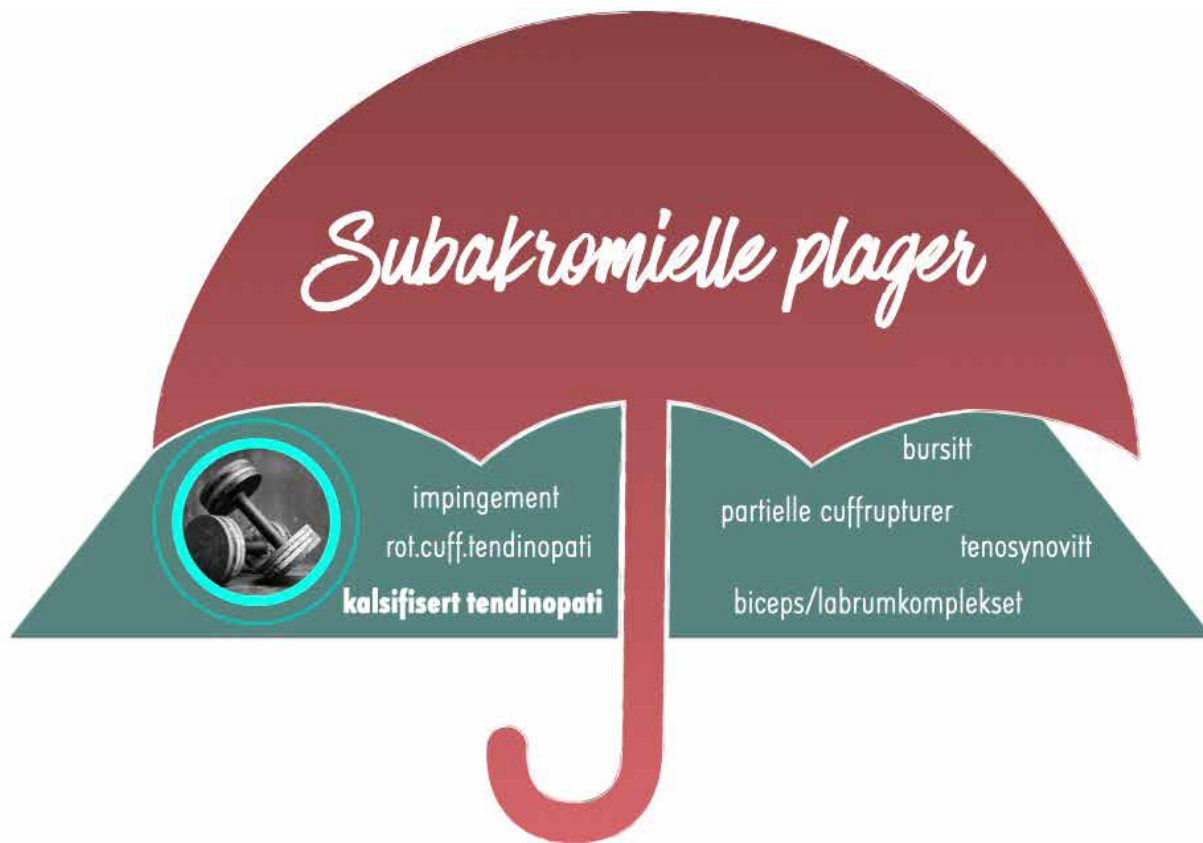 Subakromielle plager
impingement
rot.cuff.tendinopati
kalsifisert tendinopati
bursitt
partielle cuffrupturer
tenosynovitt
biceps/labrumkomplekset